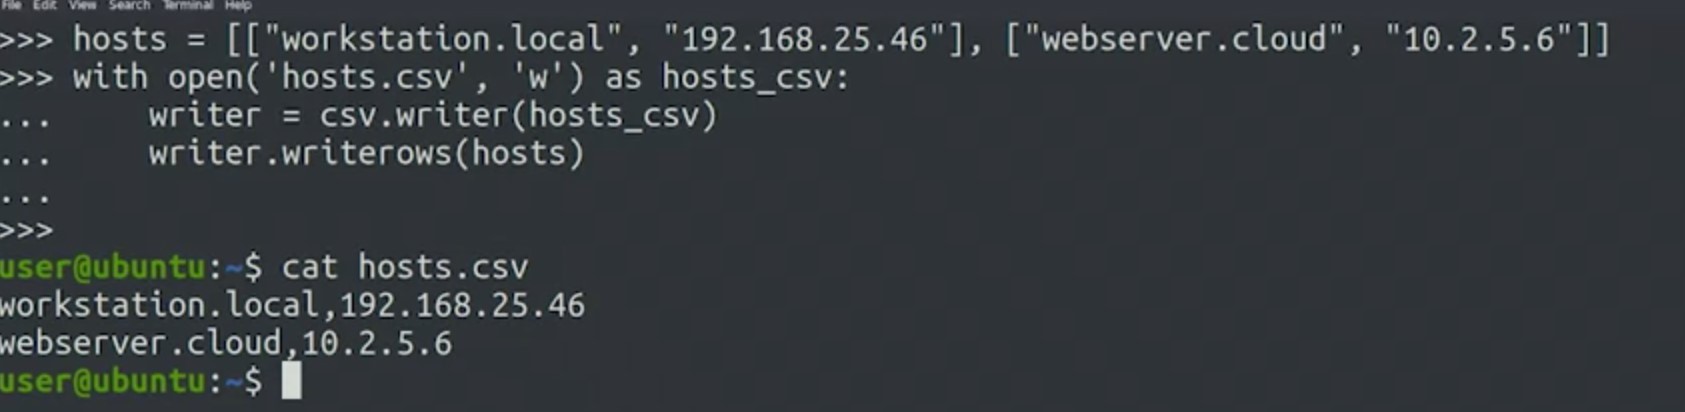 File Edit View Search Terminal Help
>>> hosts = [["workstation.local", "192.168.25.46"], ["webserver.cloud", "10.2.5.6"]]
>>> with open('hosts.csv', 'w') as hosts_csv:
...     writer = csv.writer(hosts_csv)
...     writer.writerows(hosts)
...
>>>
user@ubuntu:~$ cat hosts.csv
workstation.local,192.168.25.46
webserver.cloud,10.2.5.6
user@ubuntu:~$